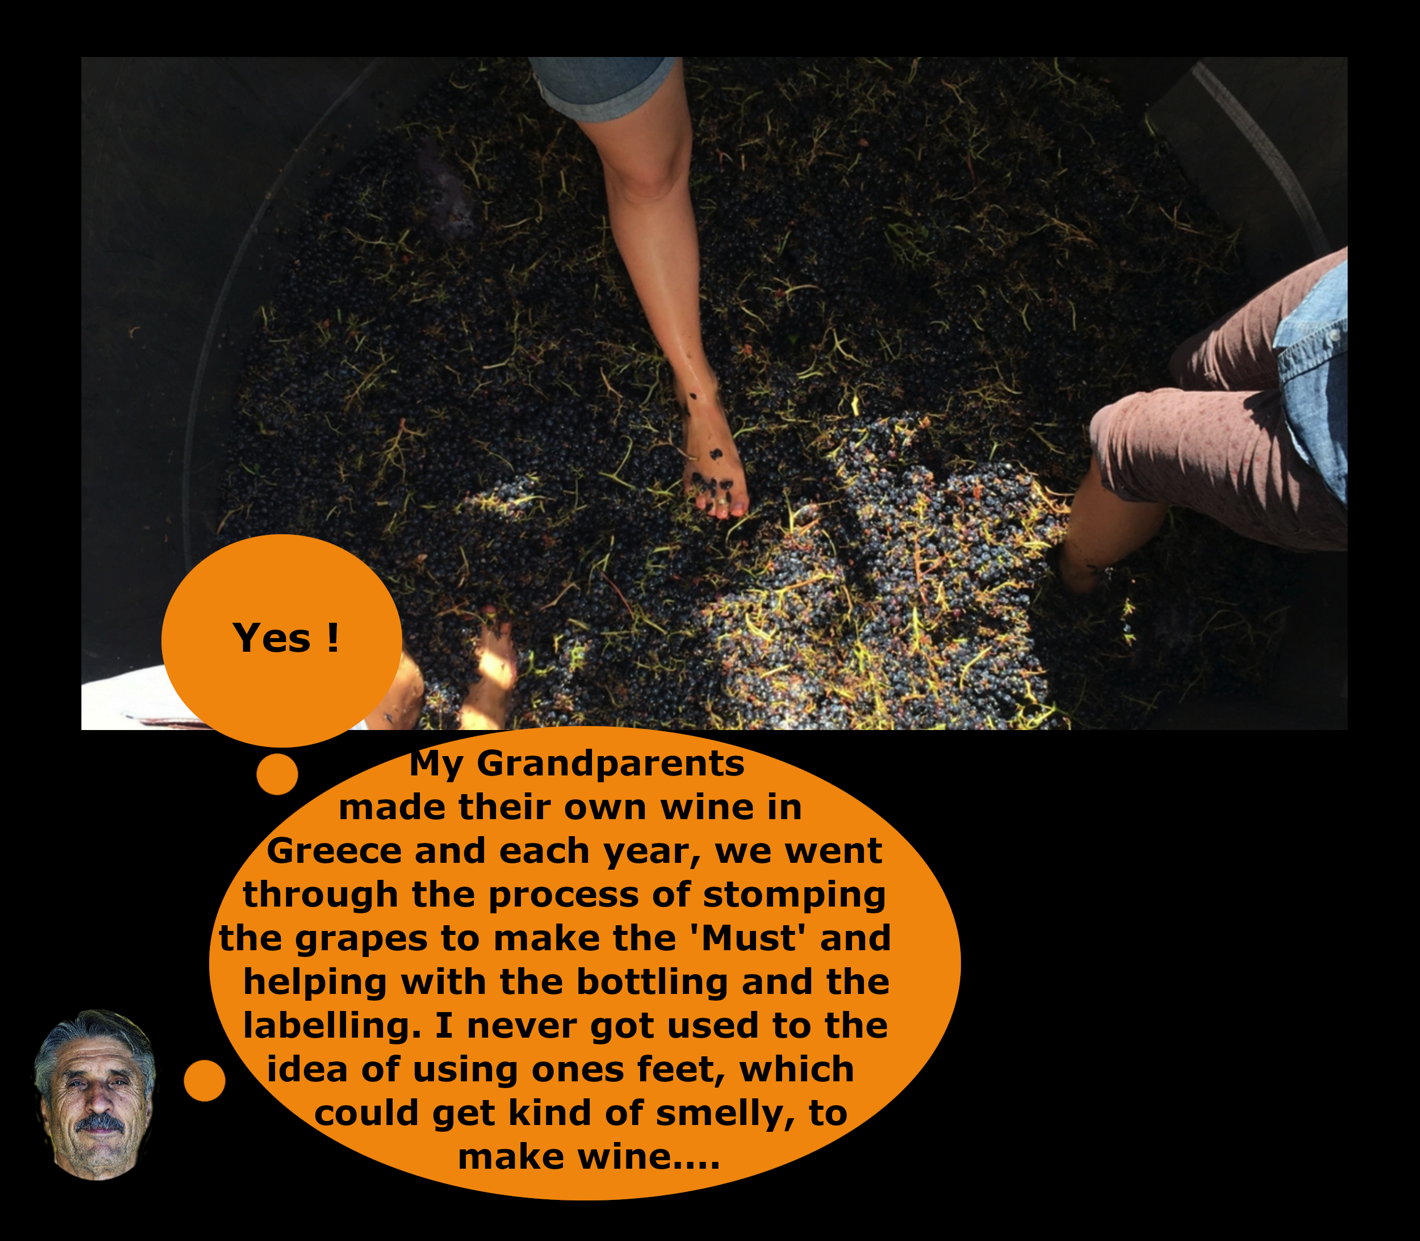 Yes !
My Grandparents
made their own wine in
Greece and each year, we went
through the process of stomping
the grapes to make the 'Must' and
helping with the bottling and the
labelling. I never got used to the
idea of using ones feet, which
could get kind of smelly, to
make wine....